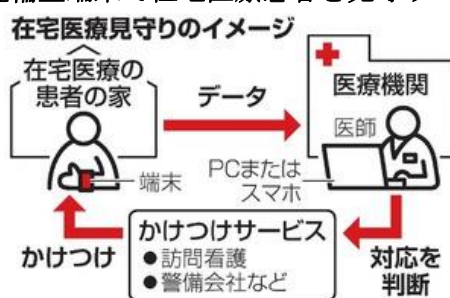 在宅医療見守りのイメージ
在宅医療の
患者の家
データ
医療機関
医師
端末
PCまたは
スマホ
かけつけサービス
●訪問看護
●警備会社など
かけつけ
対応を
判断